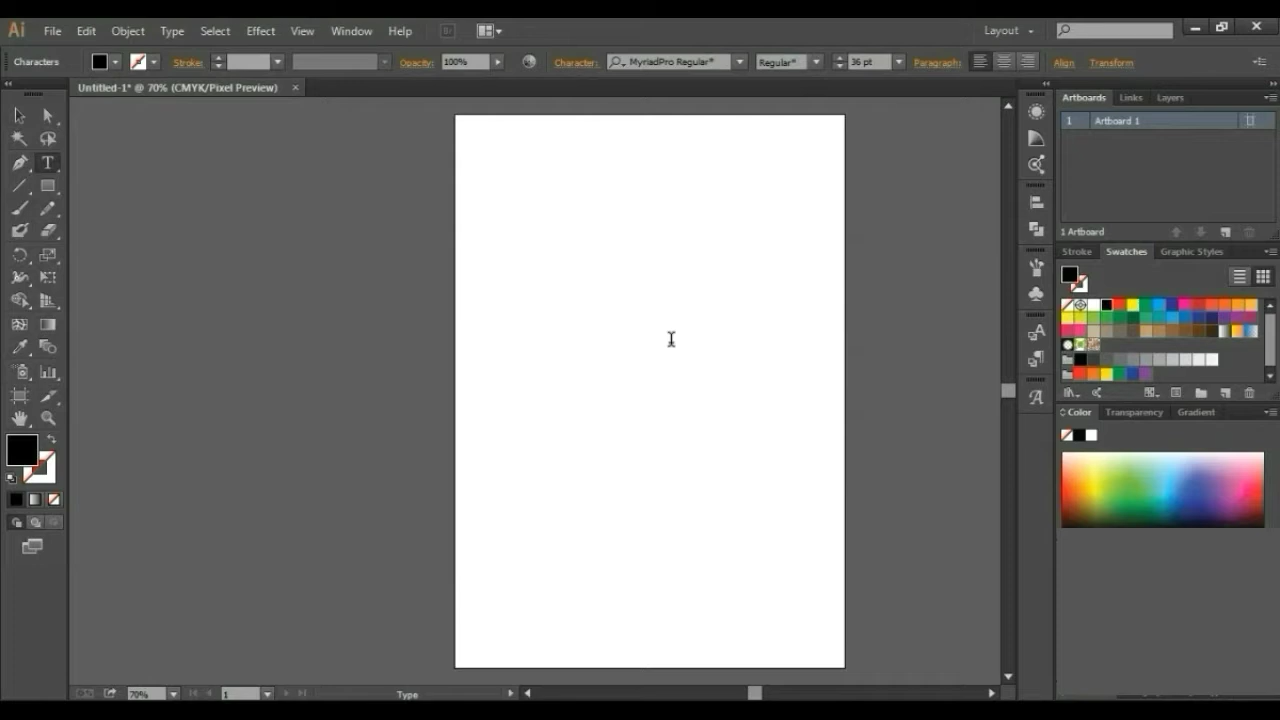 Ai File Edit Object Type Select Effect View Window Help Br Layout
Characters Stroke: Opacity: 100% Character: MyriadPro Regular* Regular* 36 pt Paragraph: Align Transform
Untitled-1* @ 70% (CMYK/Pixel Preview) ×
Artboards Links Layers
1 Artboard 1
1 Artboard
Stroke Swatches Graphic Styles
Color Transparency Gradient
70% 1 Type